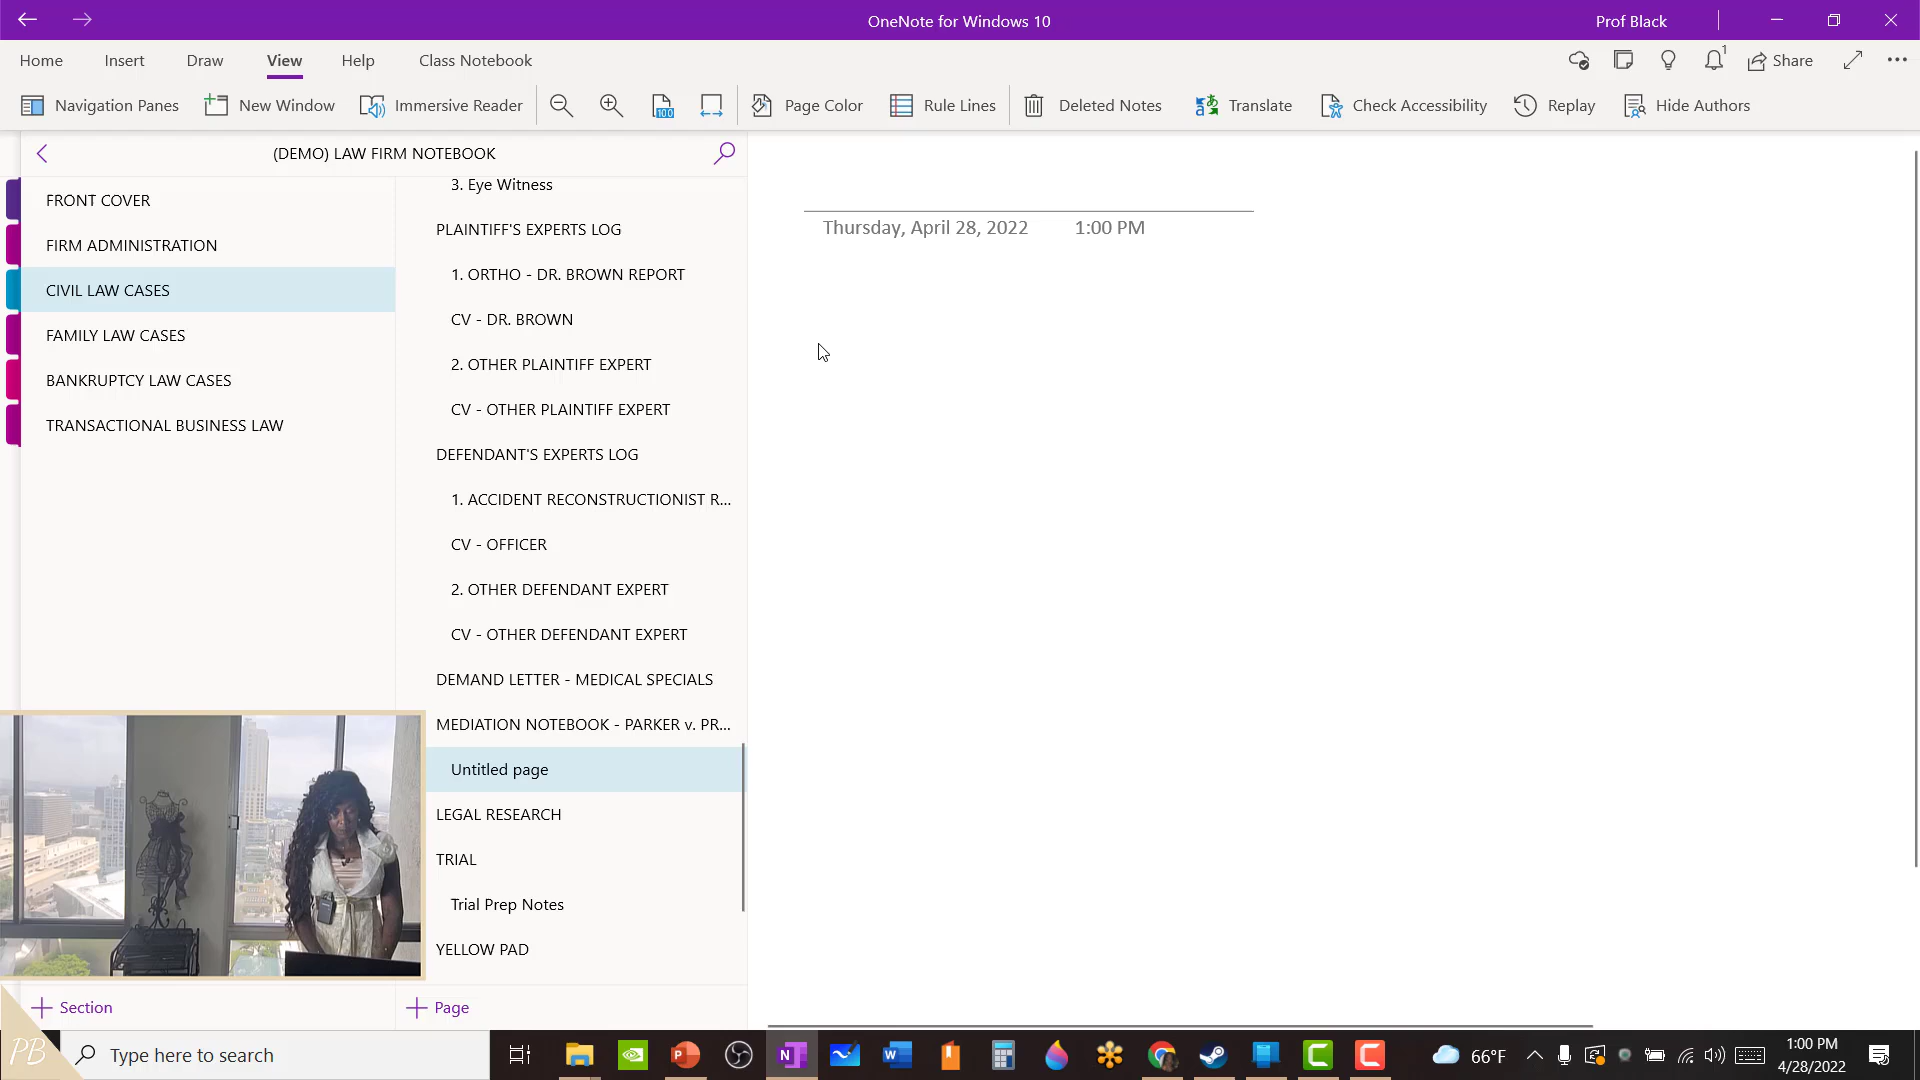 OneNote for Windows 10
Prof Black
Home
Insert
Draw
View
Help
Class Notebook
1
Share
Navigation Panes
New Window
Immersive Reader
100
Page Color
Rule Lines
Deleted Notes
Translate
Check Accessibility
Replay
Hide Authors
(DEMO) LAW FIRM NOTEBOOK
FRONT COVER
FIRM ADMINISTRATION
CIVIL LAW CASES
FAMILY LAW CASES
BANKRUPTCY LAW CASES
TRANSACTIONAL BUSINESS LAW
3. Eye Witness
PLAINTIFF'S EXPERTS LOG
1. ORTHO - DR. BROWN REPORT
CV - DR. BROWN
2. OTHER PLAINTIFF EXPERT
CV - OTHER PLAINTIFF EXPERT
DEFENDANT'S EXPERTS LOG
1. ACCIDENT RECONSTRUCTIONIST R...
CV - OFFICER
2. OTHER DEFENDANT EXPERT
CV - OTHER DEFENDANT EXPERT
DEMAND LETTER - MEDICAL SPECIALS
MEDIATION NOTEBOOK - PARKER v. PR...
Untitled page
LEGAL RESEARCH
TRIAL
Trial Prep Notes
YELLOW PAD
Thursday, April 28, 2022 1:00 PM
Section
Page
PB
Type here to search
66°F
1:00 PM
4/28/2022